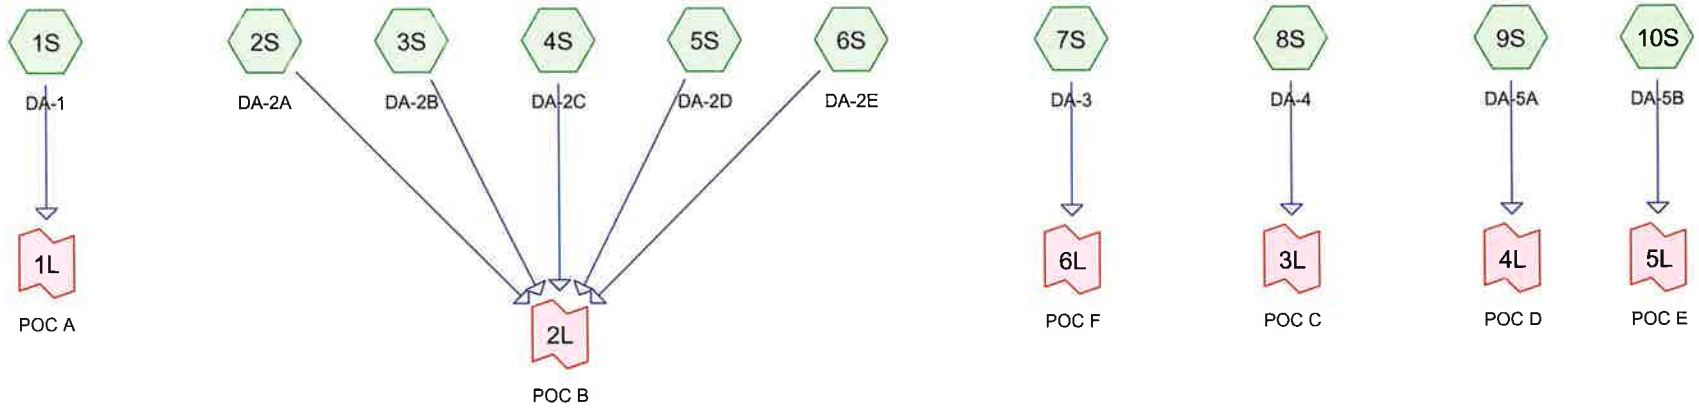 1S
2S
3S
4S
5S
6S
7S
8S
9S
10S
DA-1
DA-2A
DA-2B
DA-2C
DA-2D
DA-2E
DA-3
DA-4
DA-5A
DA-5B
1L
6L
3L
4L
5L
POC A
POC F
POC C
POC D
POC E
2L
POC B